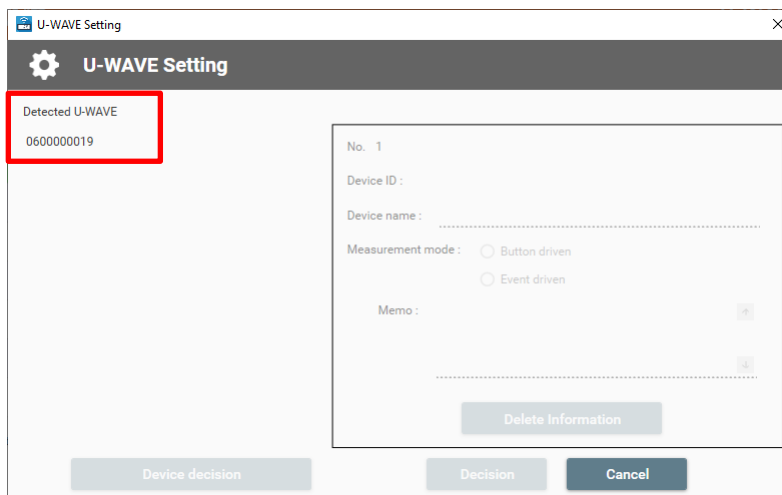 U-WAVE Setting
U-WAVE Setting
Detected U-WAVE
0600000019
No. 1
Device ID :
Device name :
Measurement mode : Button driven
Event driven
Memo :
Delete Information
Device decision Decision Cancel